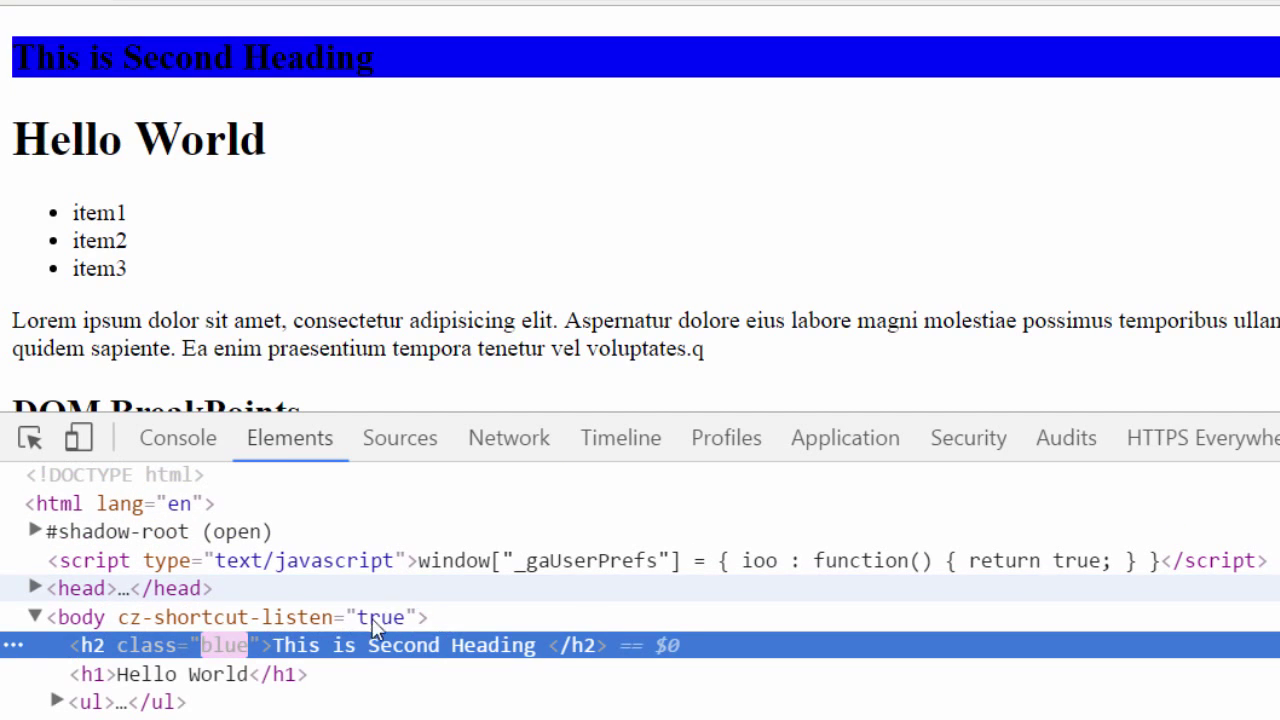 This is Second Heading
Hello World
item1
item2
item3
Lorem ipsum dolor sit amet, consectetur adipisicing elit. Aspernatur dolore eius labore magni molestiae possimus temporibus ullan
quidem sapiente. Ea enim praesentium tempora tenetur vel voluptates.q
DOM BreakPoints
Console Elements Sources Network Timeline Profiles Application Security Audits HTTPS Everywhe
<!DOCTYPE html>
<html lang="en">
#shadow-root (open)
<script type="text/javascript">window["_gaUserPrefs"] = { ioo : function() { return true; } }</script>
<head>…</head>
<body cz-shortcut-listen="true">
<h2 class="blue">This is Second Heading </h2> == $0
<h1>Hello World</h1>
<ul>…</ul>